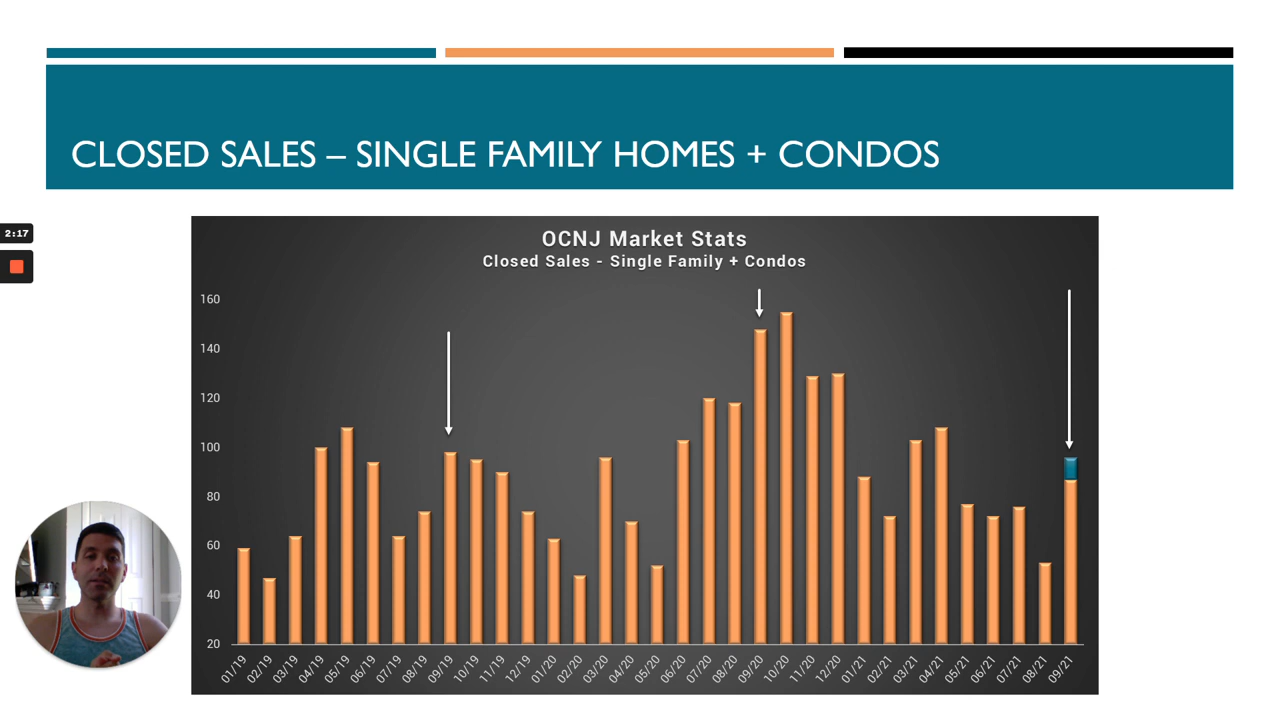 CLOSED SALES – SINGLE FAMILY HOMES + CONDOS
2:17
OCNJ Market Stats
Closed Sales - Single Family + Condos
160
140
120
100
80
60
40
20
01/19 02/19 03/19 04/19 05/19 06/19 07/19 08/19 09/19 10/19 11/19 12/19 01/20 02/20 03/20 04/20 05/20 06/20 07/20 08/20 09/20 10/20 11/20 12/20 01/21 02/21 03/21 04/21 05/21 06/21 07/21 08/21 09/21